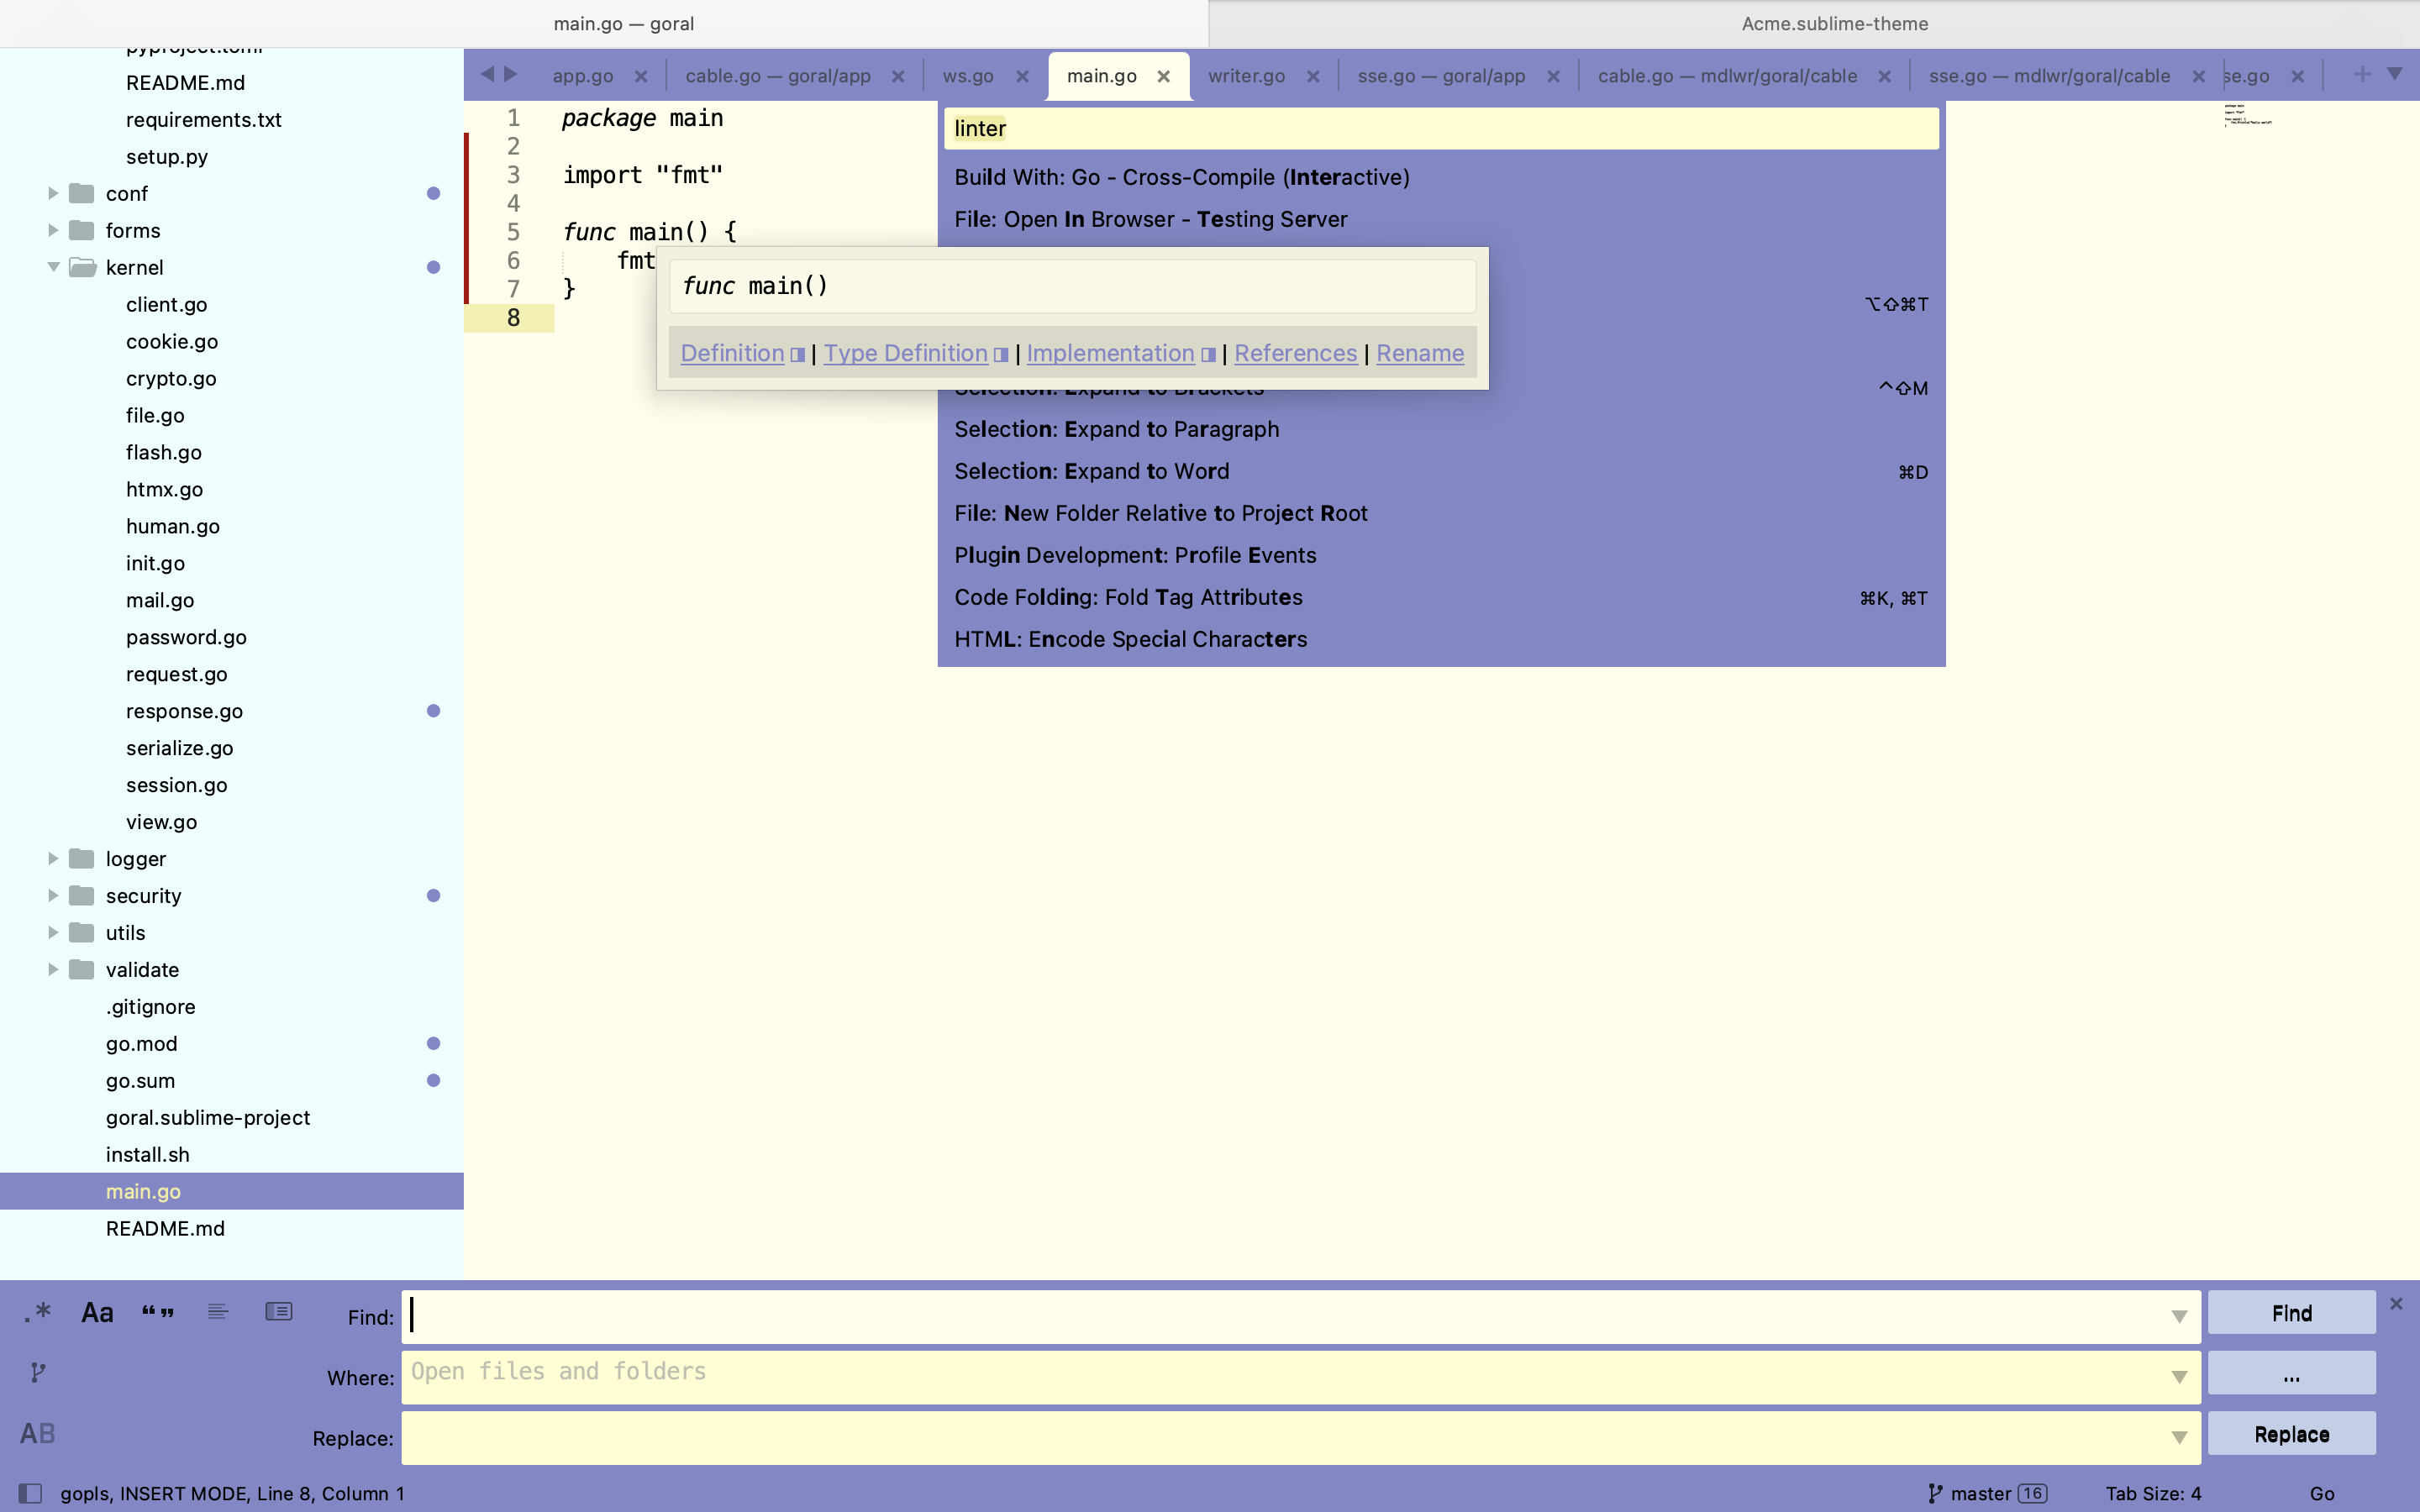 main.go — goral
Acme.sublime-theme
pyproject.toml
README.md
requirements.txt
setup.py
conf
forms
kernel
client.go
cookie.go
crypto.go
file.go
flash.go
htmx.go
human.go
init.go
mail.go
password.go
request.go
response.go
serialize.go
session.go
view.go
logger
security
utils
validate
.gitignore
go.mod
go.sum
goral.sublime-project
install.sh
main.go
README.md
app.go
cable.go — goral/app
ws.go
main.go
writer.go
sse.go — goral/app
cable.go — mdlwr/goral/cable
sse.go — mdlwr/goral/cable
se.go
1 package main
2
3 import "fmt"
4
5 func main() {
6 fmt
7 }
8
linter
Build With: Go - Cross-Compile (Interactive)
File: Open In Browser - Testing Server
func main()
Definition | Type Definition | Implementation | References | Rename
⌥⇧⌘T
Selection: Expand to Brackets ^⇧M
Selection: Expand to Paragraph
Selection: Expand to Word ⌘D
File: New Folder Relative to Project Root
Plugin Development: Profile Events
Code Folding: Fold Tag Attributes ⌘K, ⌘T
HTML: Encode Special Characters
.* Aa “ ” Find: Find
Where: Open files and folders ...
AB Replace: Replace
gopls, INSERT MODE, Line 8, Column 1 master 16 Tab Size: 4 Go